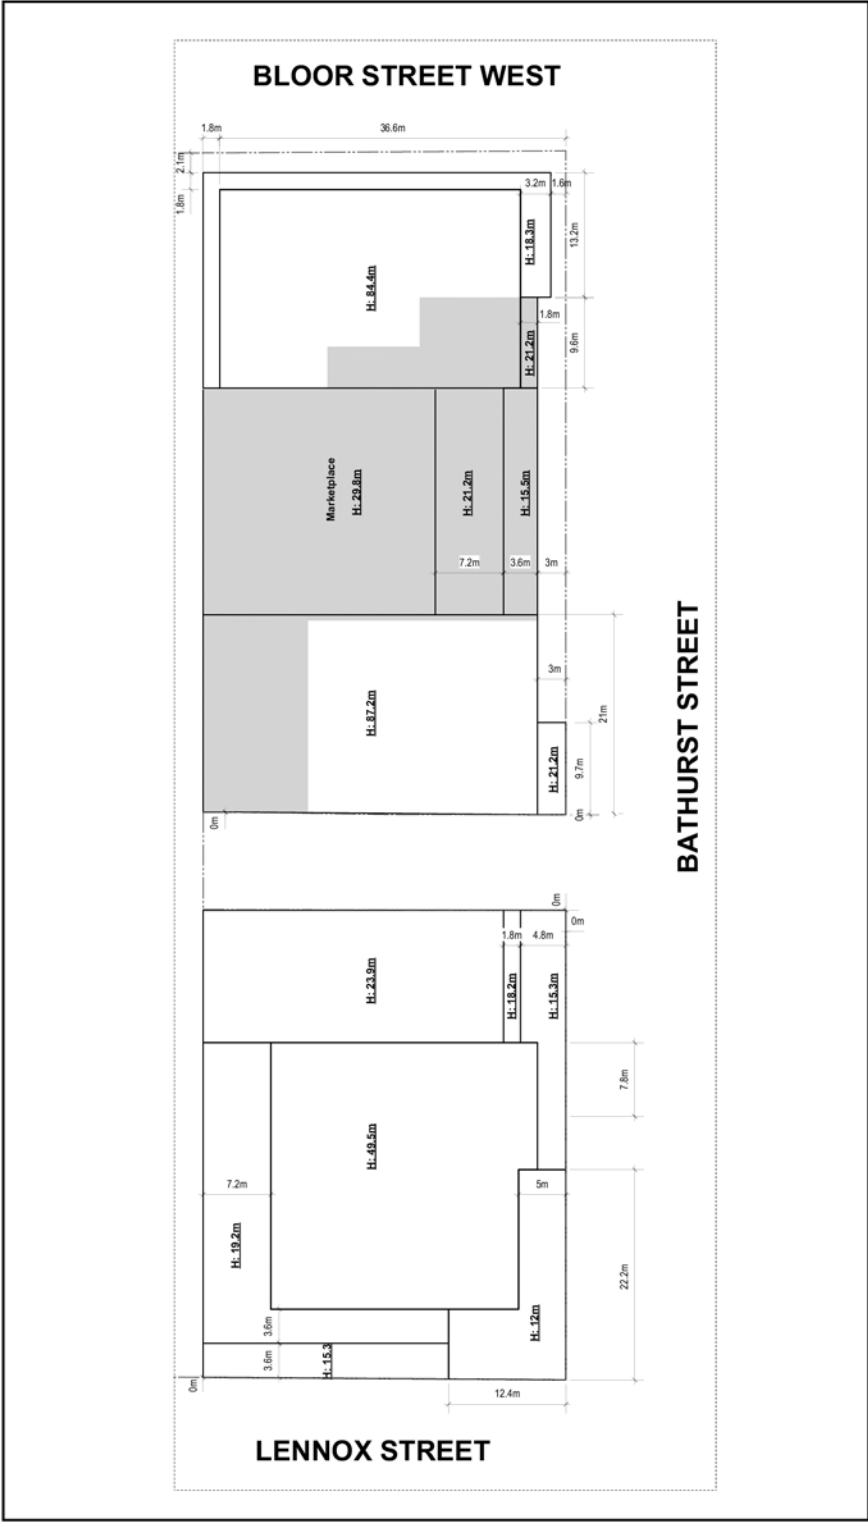 BLOOR STREET WEST
1.8m
36.6m
2.1m
1.8m
3.2m
1.6m
H: 18.3m
13.2m
H: 84.4m
1.8m
H: 21.2m
9.6m
Marketplace
H: 29.8m
H: 21.2m
H: 15.5m
7.2m
3.6m
3m
BATHURST STREET
3m
H: 87.2m
21m
H: 21.2m
9.7m
0m
0m
0m
0m
1.8m
4.8m
H: 23.9m
H: 18.2m
H: 15.3m
7.8m
H: 49.5m
7.2m
5m
H: 19.2m
22.2m
3.6m
H: 12m
3.6m
H: 15.3
0m
12.4m
LENNOX STREET